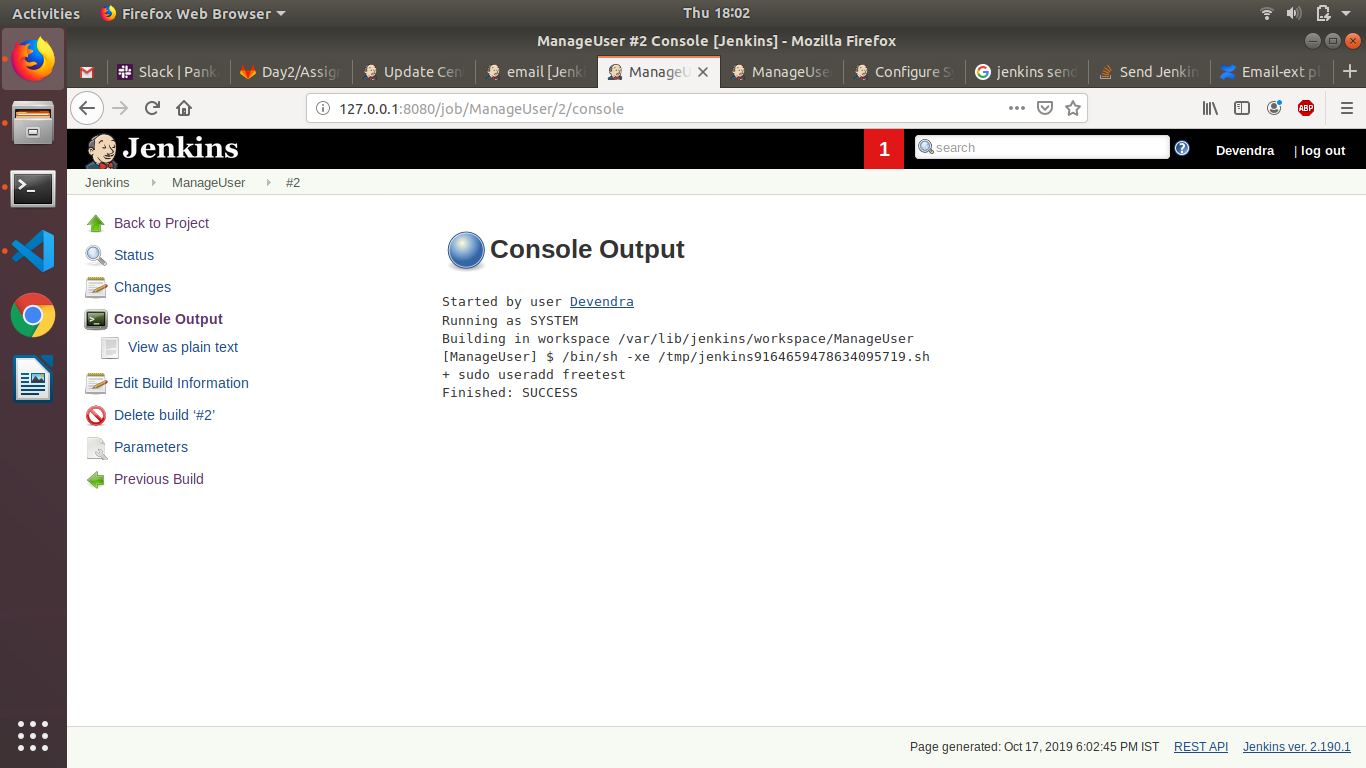 Activities Firefox Web Browser Thu 18:02
ManageUser #2 Console [Jenkins] - Mozilla Firefox
Slack | Pank Day2/Assign Update Cen email [Jenk ManageU ManageUse Configure S jenkins send Send Jenkin Email-ext pl
127.0.0.1:8080/job/ManageUser/2/console
ABP
Jenkins 1 search Devendra | log out
Jenkins ManageUser #2
Back to Project
Status
Changes
Console Output
View as plain text
Edit Build Information
Delete build ‘#2’
Parameters
Previous Build
Console Output
Started by user Devendra
Running as SYSTEM
Building in workspace /var/lib/jenkins/workspace/ManageUser
[ManageUser] $ /bin/sh -xe /tmp/jenkins9164659478634095719.sh
+ sudo useradd freetest
Finished: SUCCESS
Page generated: Oct 17, 2019 6:02:45 PM IST REST API Jenkins ver. 2.190.1